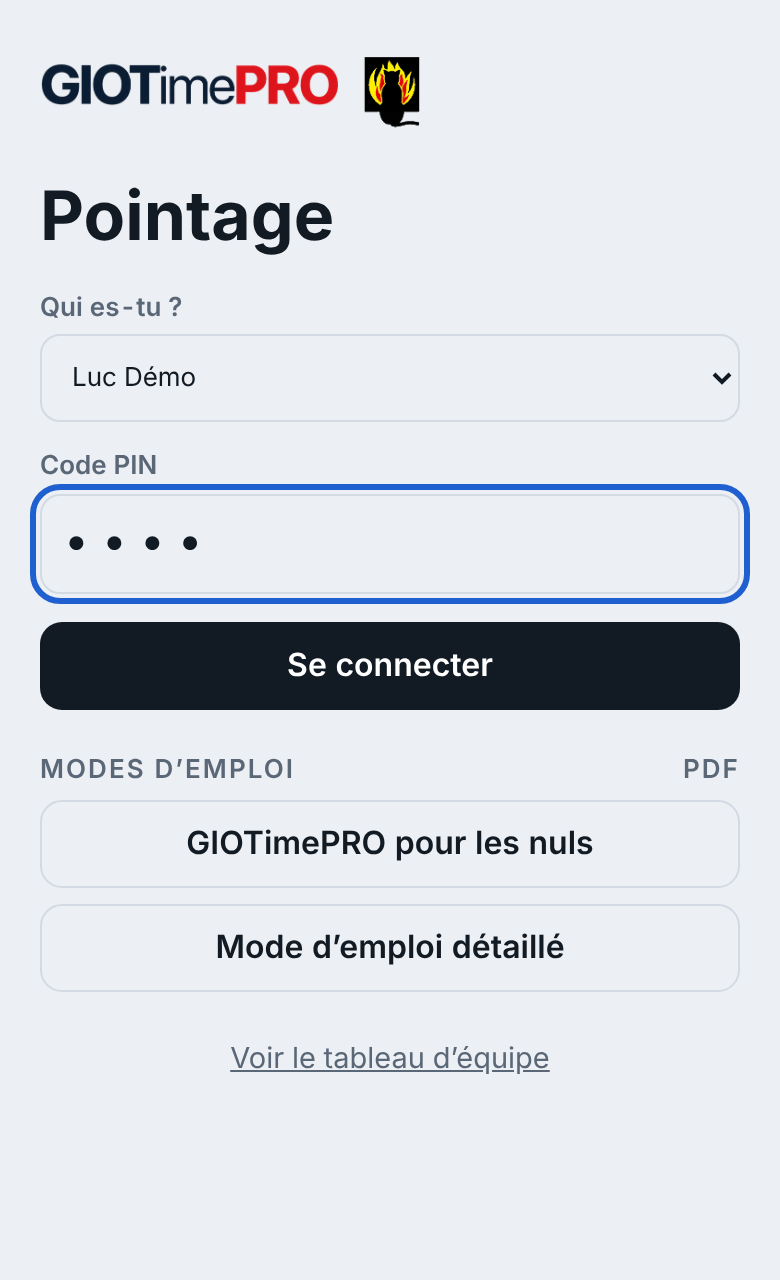 GIOTimePRO
Pointage
Qui es-tu ?
Luc Démo
Code PIN
Se connecter
MODES D’EMPLOI PDF
GIOTimePRO pour les nuls
Mode d’emploi détaillé
Voir le tableau d’équipe